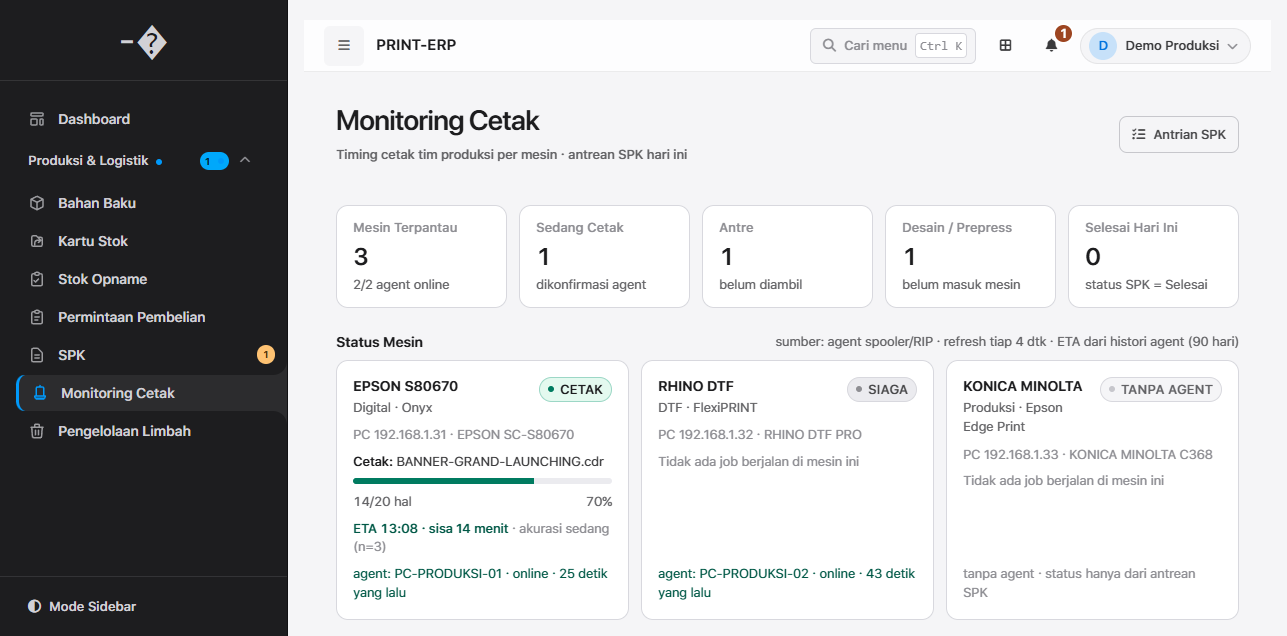 PRINT-ERP
Cari menu Ctrl K
1
D Demo Produksi
Dashboard
Produksi & Logistik 1
Bahan Baku
Kartu Stok
Stok Opname
Permintaan Pembelian
SPK 1
Monitoring Cetak
Pengelolaan Limbah
Mode Sidebar
Monitoring Cetak
Timing cetak tim produksi per mesin · antrean SPK hari ini
Antrian SPK
Mesin Terpantau
3
2/2 agent online
Sedang Cetak
1
dikonfirmasi agent
Antre
1
belum diambil
Desain / Prepress
1
belum masuk mesin
Selesai Hari Ini
0
status SPK = Selesai
Status Mesin
sumber: agent spooler/RIP · refresh tiap 4 dtk · ETA dari histori agent (90 hari)
EPSON S80670
CETAK
Digital · Onyx
PC 192.168.1.31 · EPSON SC-S80670
Cetak: BANNER-GRAND-LAUNCHING.cdr
14/20 hal 70%
ETA 13:08 · sisa 14 menit · akurasi sedang
(n=3)
agent: PC-PRODUKSI-01 · online · 25 detik
yang lalu
RHINO DTF
SIAGA
DTF · FlexiPRINT
PC 192.168.1.32 · RHINO DTF PRO
Tidak ada job berjalan di mesin ini
agent: PC-PRODUKSI-02 · online · 43 detik
yang lalu
KONICA MINOLTA
TANPA AGENT
Produksi · Epson
Edge Print
PC 192.168.1.33 · KONICA MINOLTA C368
Tidak ada job berjalan di mesin ini
tanpa agent · status hanya dari antrean
SPK